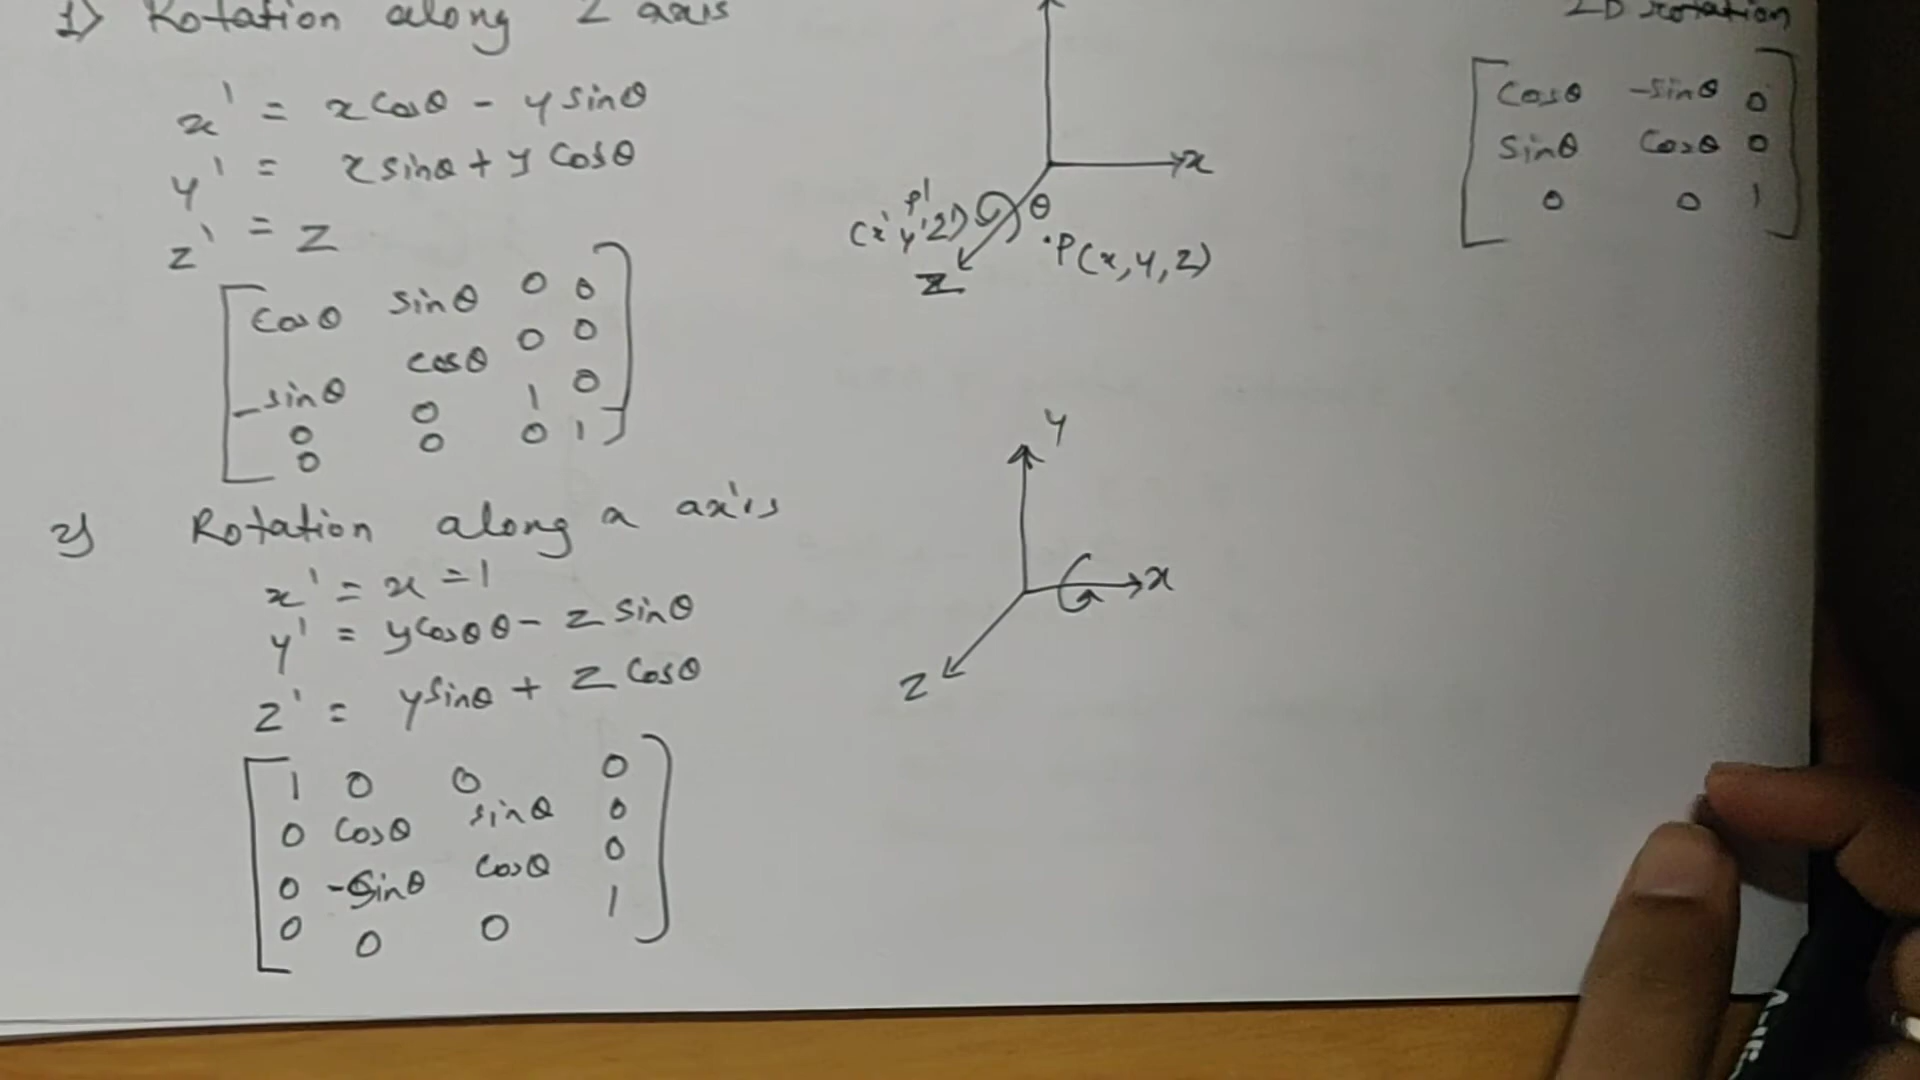 1) Rotation along Z axis
x' = x cosθ - y sinθ
y' = x sinθ + y cosθ
z' = z
cosθ sinθ 0 0
-sinθ cosθ 0 0
0 0 1 0
0 0 0 1
2) Rotation along x axis
x' = x = 1
y' = y cosθ θ - z sinθ
z' = y sinθ + z cosθ
1 0 0 0
0 cosθ sinθ 0
0 -sinθ cosθ 0
0 0 0 1
x
P'
(x' y' z')
θ
P(x, y, z)
Z
Y
x
Z
2D rotation
cosθ -sinθ 0
sinθ cosθ 0
0 0 1